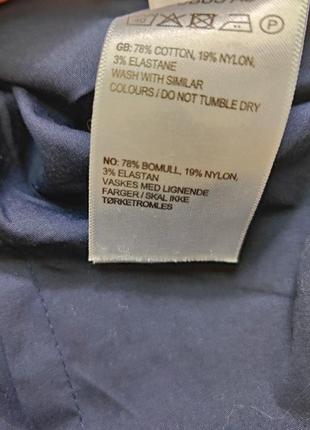 40
P
GB: 78% COTTON, 19% NYLON,
3% ELASTANE
WASH WITH SIMILAR
COLOURS / DO NOT TUMBLE DRY
NO: 78% BOMULL, 19% NYLON,
3% ELASTAN
VASKES MED LIGNENDE
FARGER / SKAL IKKE
TØRKETROMLES